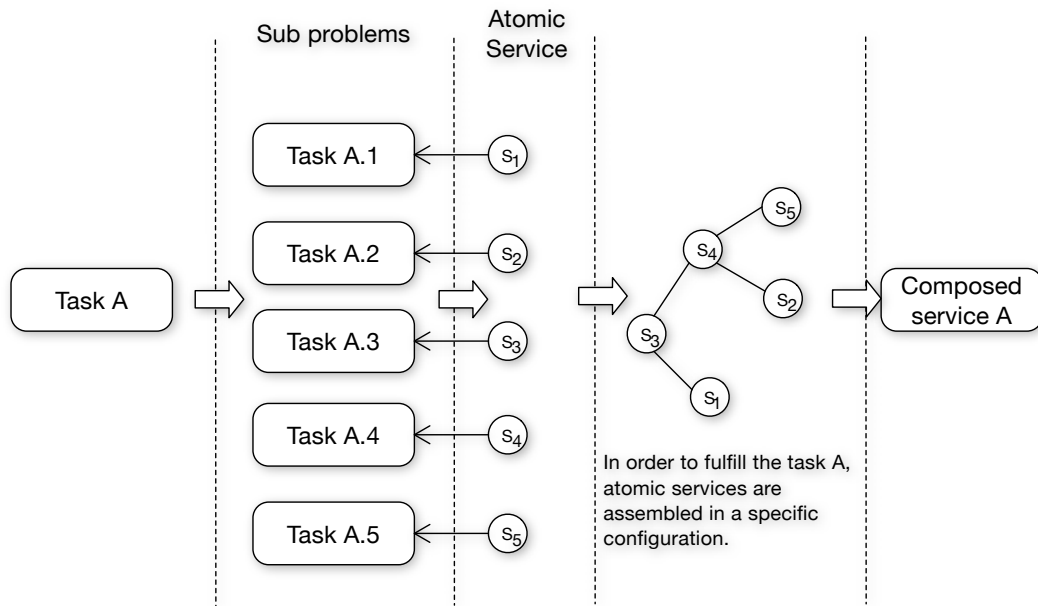 Sub problems
Atomic
Service
Task A
Task A.1
Task A.2
Task A.3
Task A.4
Task A.5
S1
S2
S3
S4
S5
S5
S4
S2
S3
S1
In order to fulfill the task A,
atomic services are
assembled in a specific
configuration.
Composed
service A